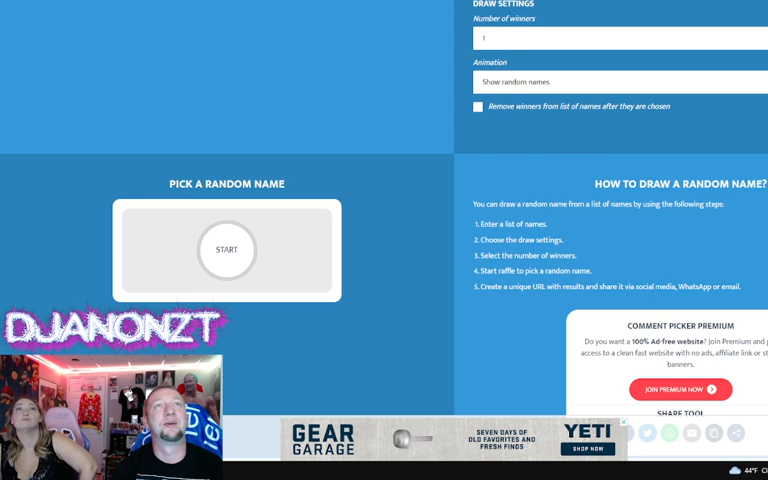 DRAW SETTINGS
Number of winners
1
Animation
Show random names
Remove winners from list of names after they are chosen
PICK A RANDOM NAME
START
HOW TO DRAW A RANDOM NAME?
You can draw a random name from a list of names by using the following steps:
1. Enter a list of names.
2. Choose the draw settings.
3. Select the number of winners.
4. Start raffle to pick a random name.
5. Create a unique URL with results and share it via social media, WhatsApp or email.
COMMENT PICKER PREMIUM
Do you want a 100% Ad-free website? Join Premium and
access to a clean fast website with no ads, affiliate link or
banners.
JOIN PREMIUM NOW
SHARE TOOL
DJANONZT
GEAR
GARAGE
SEVEN DAYS OF
OLD FAVORITES AND
FRESH FINDS
YETI
SHOP NOW
44°F